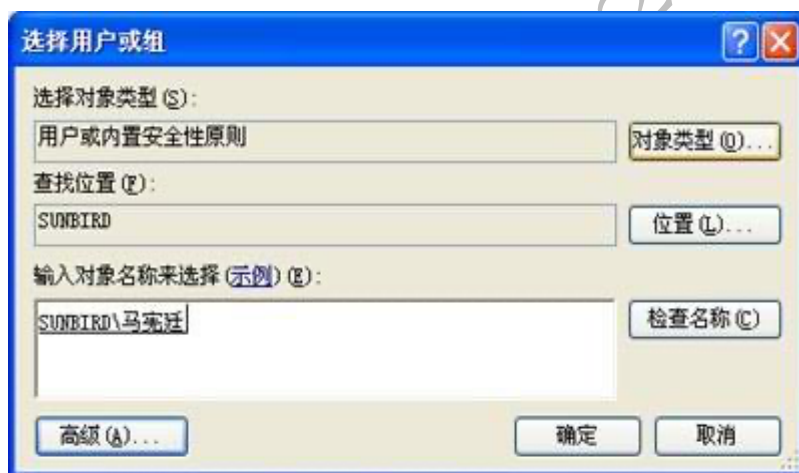 选择用户或组
选择对象类型(S):
用户或内置安全性原则
对象类型(O)...
查找位置(F):
SUNBIRD
位置(L)...
输入对象名称来选择(示例)(E):
SUNBIRD\马宪廷
检查名称(C)
高级(A)...
确定
取消